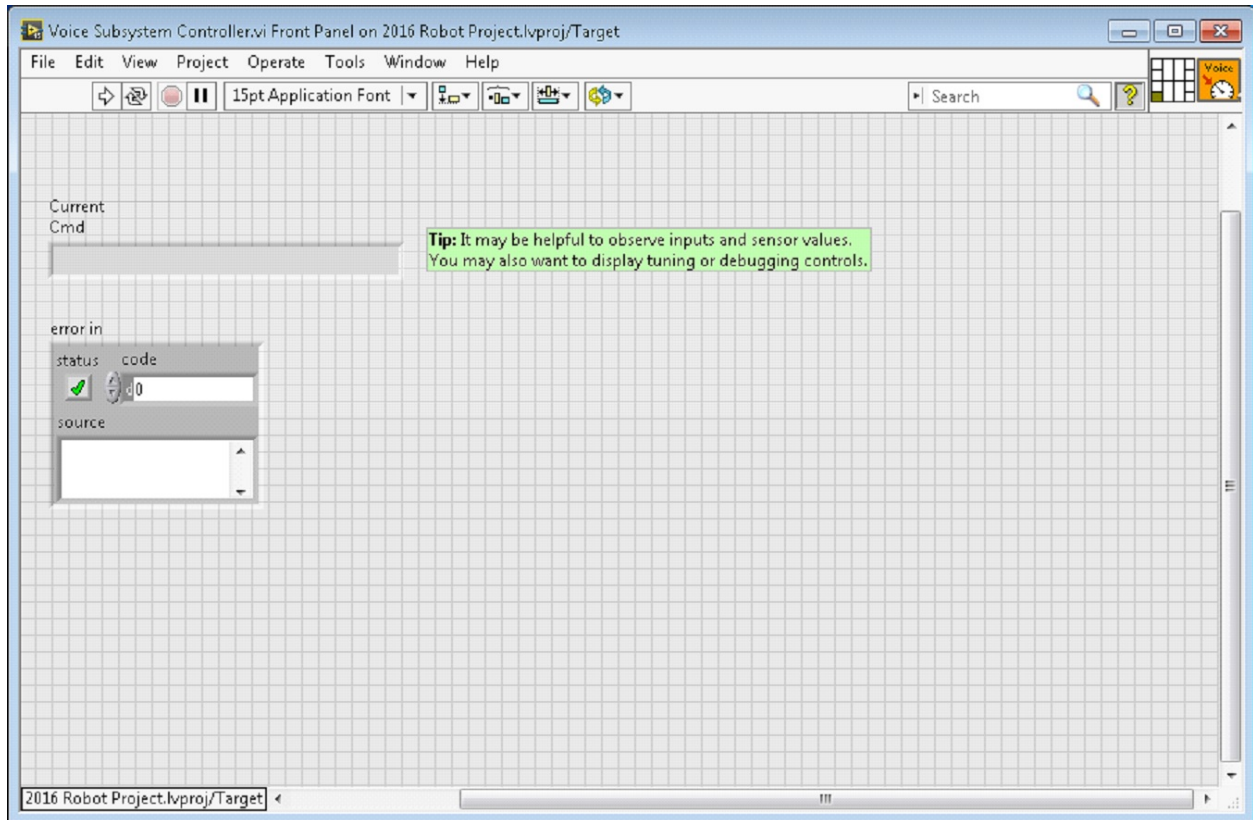 Voice Subsystem Controller.vi Front Panel on 2016 Robot Project.lvproj/Target
File Edit View Project Operate Tools Window Help
15pt Application Font
Search
Voice
Current
Cmd
Tip: It may be helpful to observe inputs and sensor values.
You may also want to display tuning or debugging controls.
error in
status code
d 0
source
2016 Robot Project.lvproj/Target